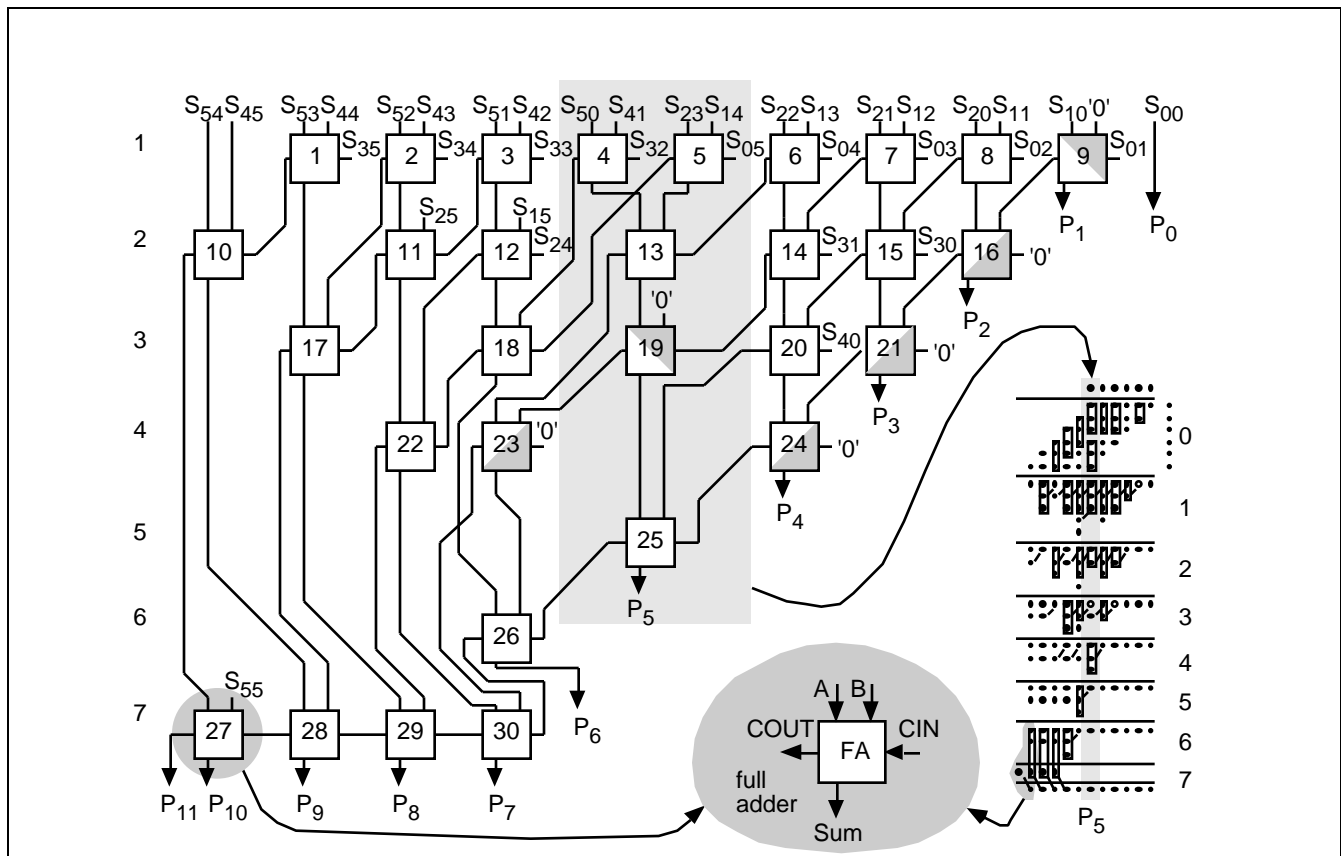 S54 S45 S53 S44 S52 S43 S51 S42 S50 S41 S23 S14 S22 S13 S21 S12 S20 S11 S10 '0' S00
1 1 S35 2 S34 3 S33 4 S32 5 S05 6 S04 7 S03 8 S02 9 S01
P1 P0
S25 S15
2 10 11 12 S24 13 14 S31 15 S30 16 '0'
P2
'0'
3 17 18 19 20 S40 21 '0'
P3
4 22 23 '0' 24 '0'
P4
5 25
P5
6 26
P6
S55
7 27 28 29 30
P11 P10 P9 P8 P7
A B
COUT FA CIN
full
adder
Sum
0
1
2
3
4
5
6
7
P5